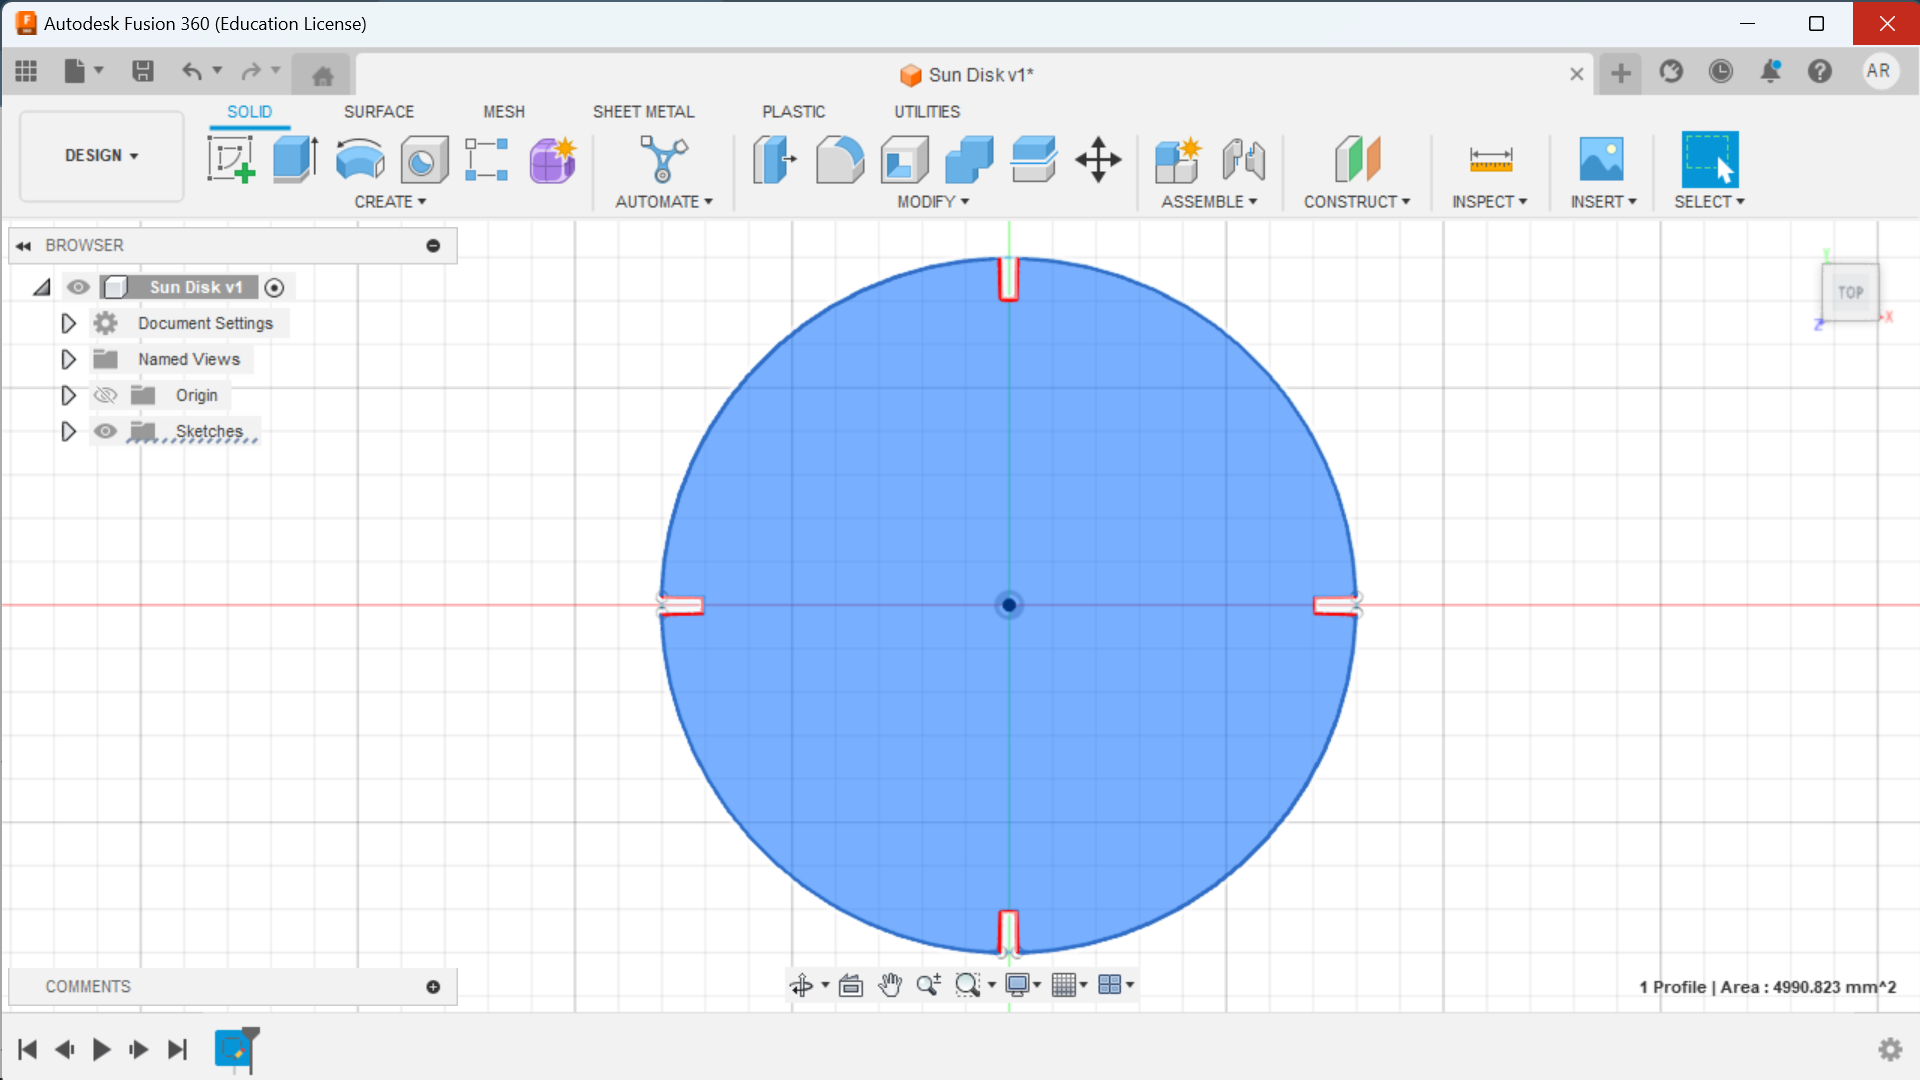 Autodesk Fusion 360 (Education License)
Sun Disk v1*
AR
DESIGN
SOLID
SURFACE
MESH
SHEET METAL
PLASTIC
UTILITIES
CREATE
AUTOMATE
MODIFY
ASSEMBLE
CONSTRUCT
INSPECT
INSERT
SELECT
BROWSER
Sun Disk v1
Document Settings
Named Views
Origin
Sketches
Y
TOP
Z
X
COMMENTS
1 Profile | Area : 4990.823 mm^2